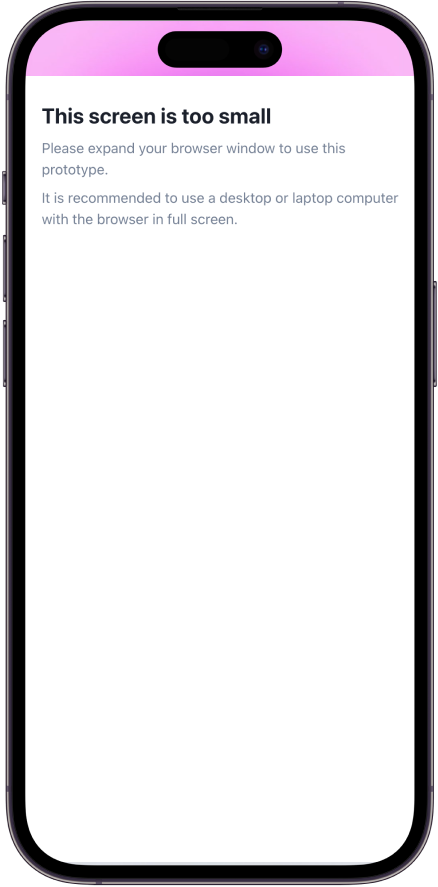 This screen is too small
Please expand your browser window to use this
prototype.
It is recommended to use a desktop or laptop computer
with the browser in full screen.